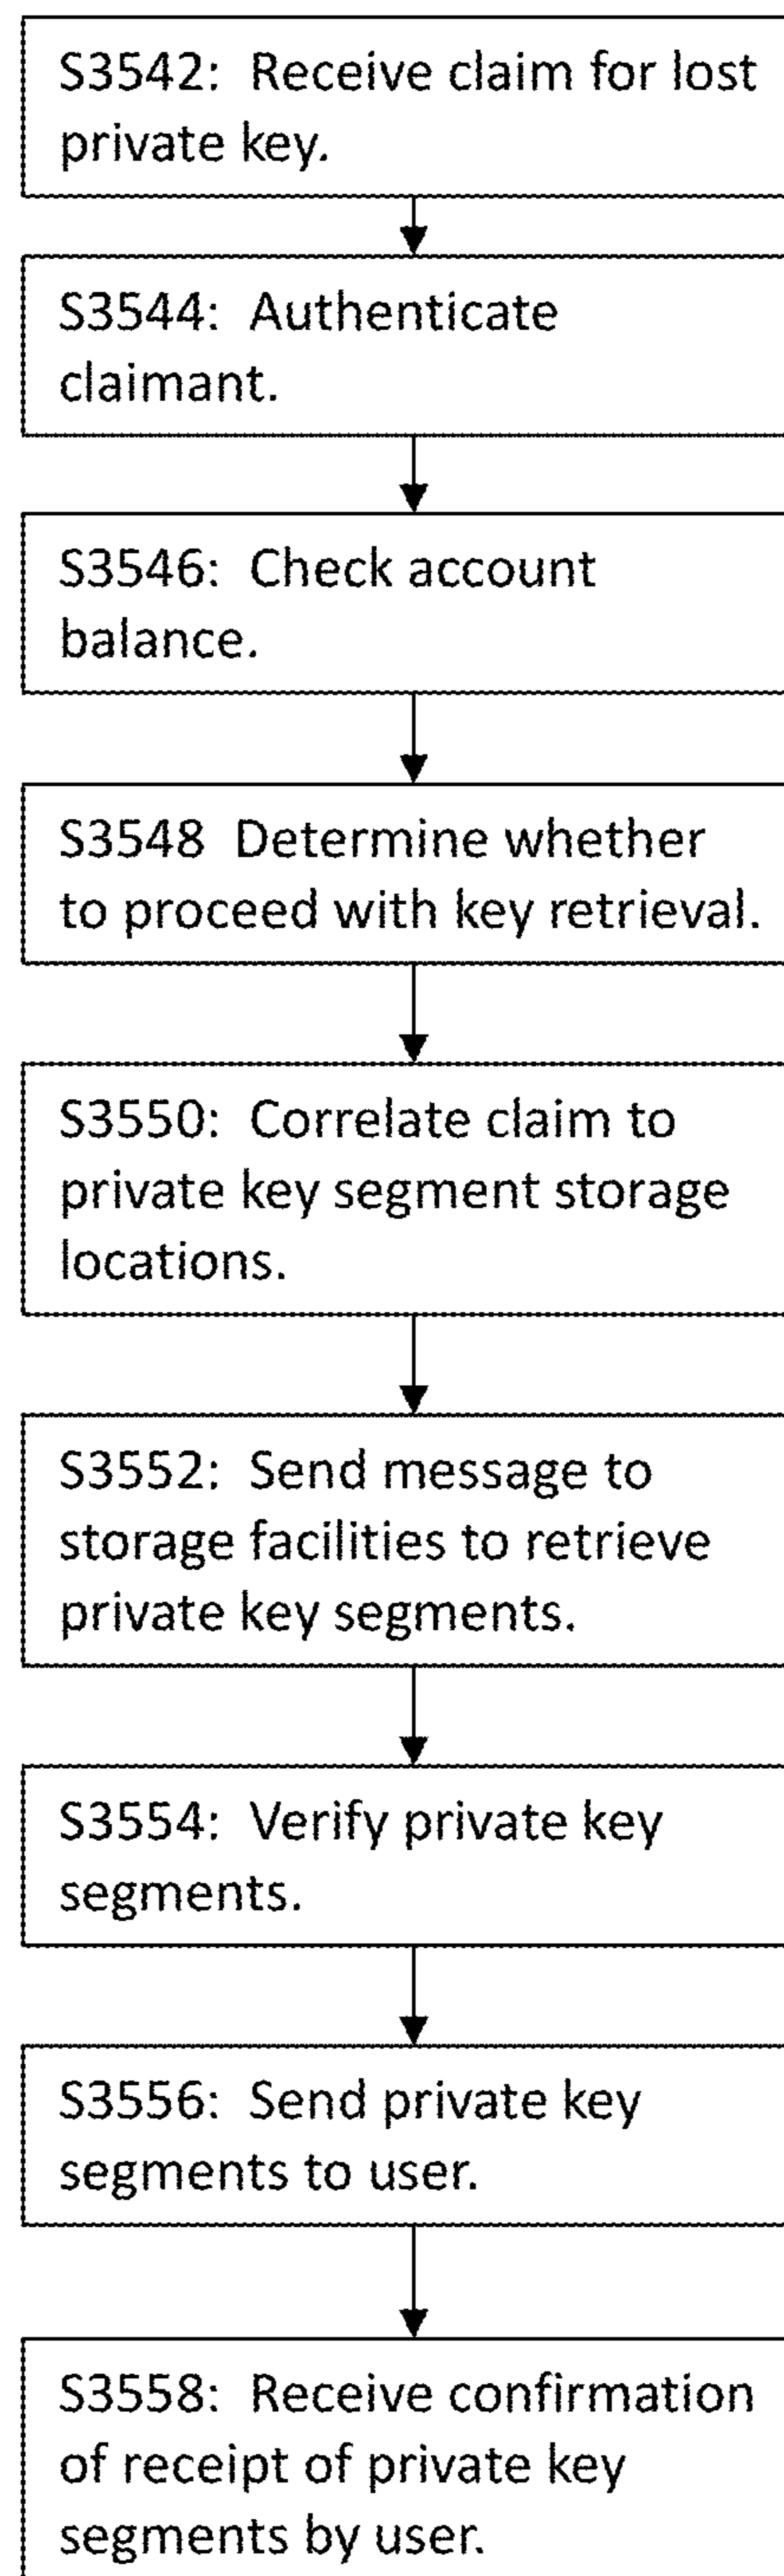 S3542: Receive claim for lost
private key.
S3544: Authenticate
claimant.
S3546: Check account
balance.
S3548 Determine whether
to proceed with key retrieval.
S3550: Correlate claim to
private key segment storage
locations.
S3552: Send message to
storage facilities to retrieve
private key segments.
S3554: Verify private key
segments.
S3556: Send private key
segments to user.
S3558: Receive confirmation
of receipt of private key
segments by user.